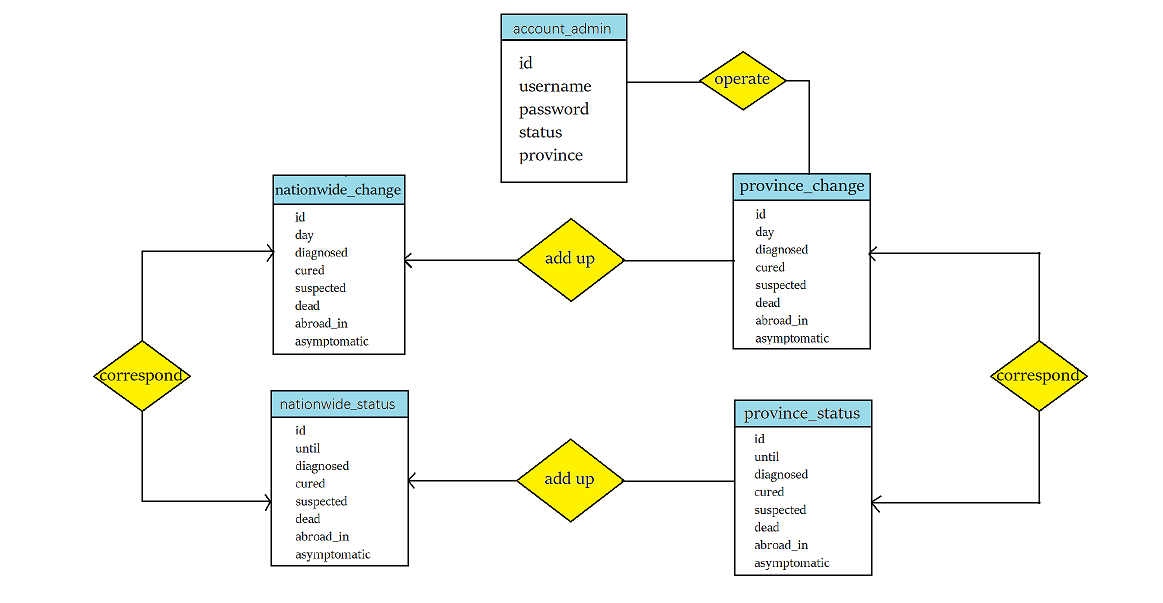 account_admin
id
username
password
status
province
operate
nationwide_change
id
day
diagnosed
cured
suspected
dead
abroad_in
asymptomatic
add up
province_change
id
day
diagnosed
cured
suspected
dead
abroad_in
asymptomatic
correspond
correspond
nationwide_status
id
until
diagnosed
cured
suspected
dead
abroad_in
asymptomatic
add up
province_status
id
until
diagnosed
cured
suspected
dead
abroad_in
asymptomatic